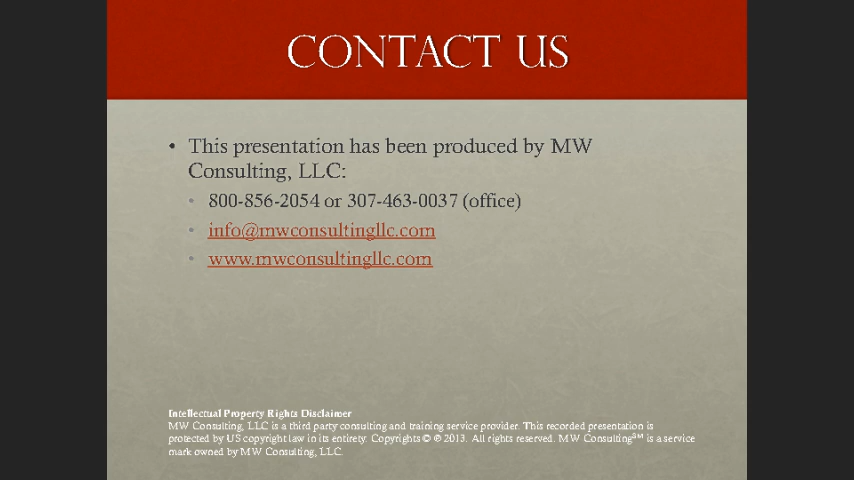 CONTACT US
• This presentation has been produced by MW
Consulting, LLC:
• 800-856-2054 or 307-463-0037 (office)
• info@mwconsultingllc.com
• www.mwconsultingllc.com
Intellectual Property Rights Disclaimer
MW Consulting, LLC is a third party consulting and training service provider. This recorded presentation is
protected by US copyright law in its entirety. Copyrights © ℗ 2013. All rights reserved. MW Consulting℠ is a service
mark owned by MW Consulting, LLC.